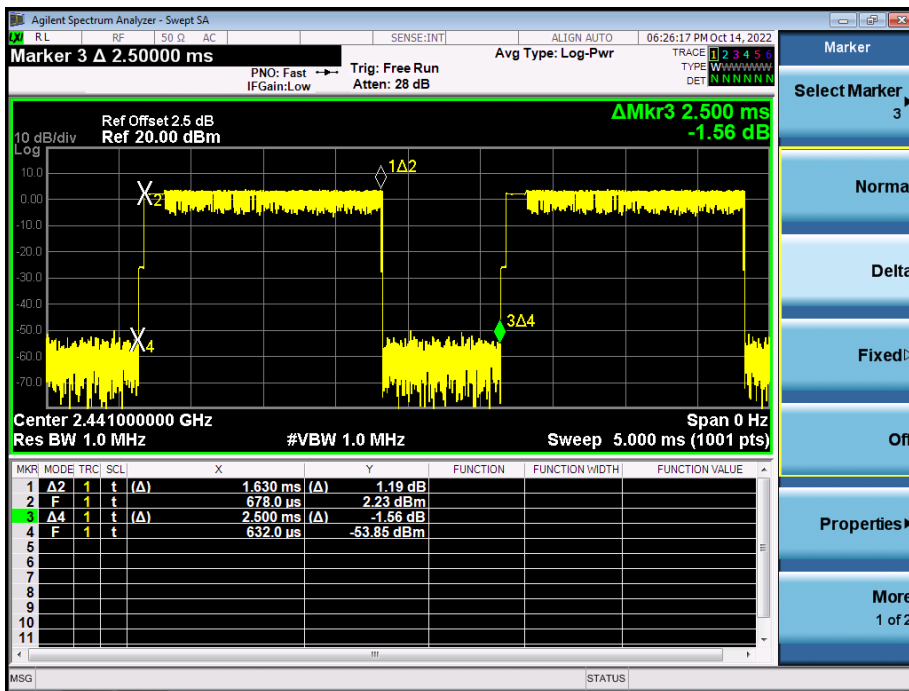 Agilent Spectrum Analyzer - Swept SA
LXI RL RF 50 Ω AC SENSE:INT ALIGN AUTO 06:26:17 PM Oct 14, 2022
Marker 3 Δ 2.50000 ms
PNO: Fast
IFGain:Low
Trig: Free Run
Atten: 28 dB
Avg Type: Log-Pwr
TRACE 1 2 3 4 5 6
TYPE WWWWWW
DET N N N N N N
ΔMkr3 2.500 ms
-1.56 dB
Ref Offset 2.5 dB
10 dB/div Ref 20.00 dBm
Log
10.0
0.00
-10.0
-20.0
-30.0
-40.0
-50.0
-60.0
-70.0
1Δ2
X2
3Δ4
X4
Center 2.441000000 GHz Span 0 Hz
Res BW 1.0 MHz #VBW 1.0 MHz Sweep 5.000 ms (1001 pts)
MKR MODE TRC SCL X Y FUNCTION FUNCTION WIDTH FUNCTION VALUE
1 Δ2 1 t (Δ) 1.630 ms (Δ) 1.19 dB
2 F 1 t 678.0 µs 2.23 dBm
3 Δ4 1 t (Δ) 2.500 ms (Δ) -1.56 dB
4 F 1 t 632.0 µs -53.85 dBm
5
6
7
8
9
10
11
MSG STATUS
Marker
Select Marker
3
Norma
Delta
Fixed
Off
Properties
More
1 of 2